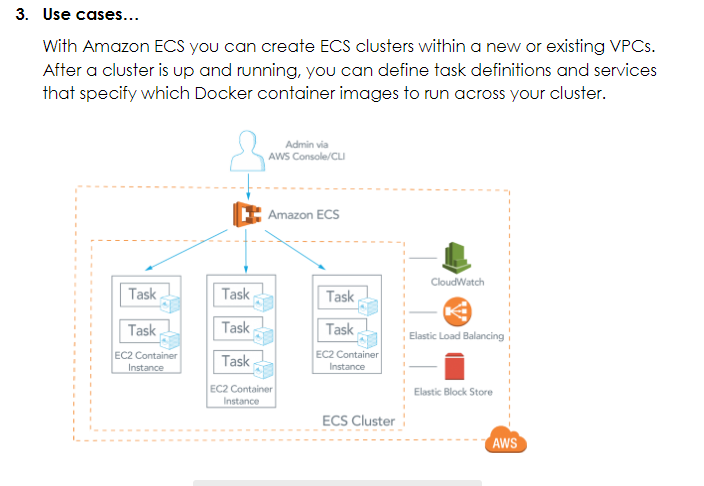 3. Use cases...
With Amazon ECS you can create ECS clusters within a new or existing VPCs.
After a cluster is up and running, you can define task definitions and services
that specify which Docker container images to run across your cluster.
Admin via
AWS Console/CLI
Amazon ECS
Task
Task
EC2 Container
Instance
Task
Task
Task
EC2 Container
Instance
Task
Task
EC2 Container
Instance
ECS Cluster
CloudWatch
Elastic Load Balancing
Elastic Block Store
AWS